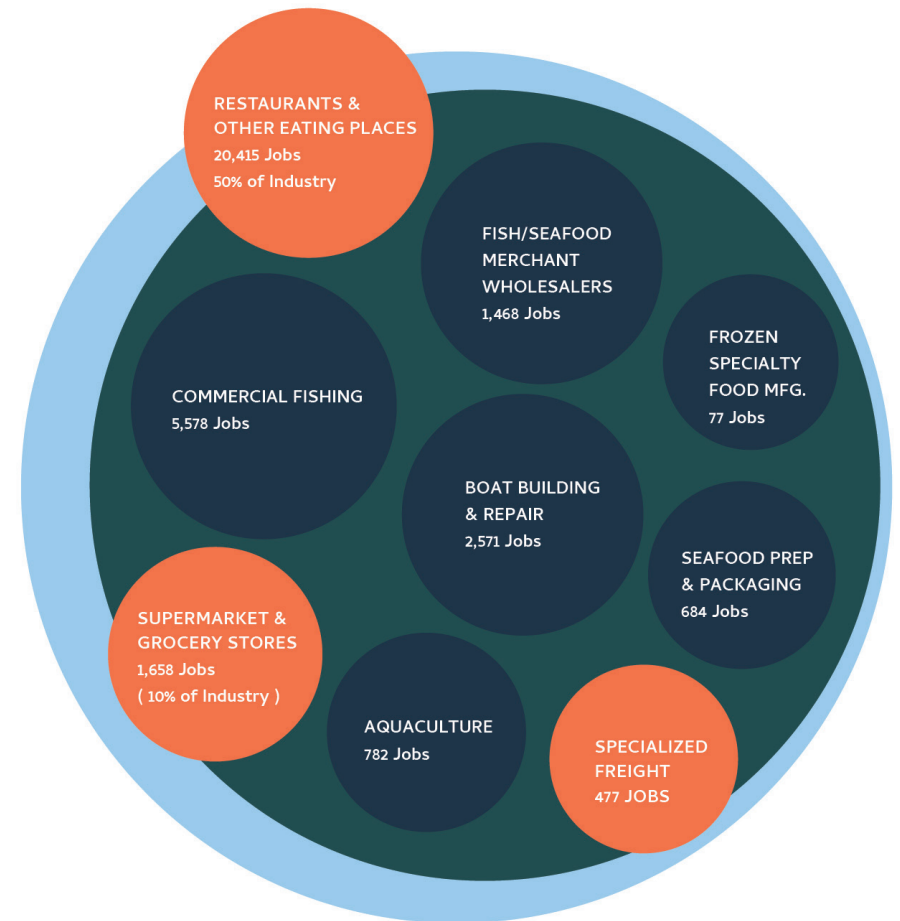 RESTAURANTS &
OTHER EATING PLACES
20,415 Jobs
50% of Industry
FISH/SEAFOOD
MERCHANT
WHOLESALERS
1,468 Jobs
FROZEN
SPECIALTY
FOOD MFG.
77 Jobs
COMMERCIAL FISHING
5,578 Jobs
BOAT BUILDING
& REPAIR
2,571 Jobs
SEAFOOD PREP
& PACKAGING
684 Jobs
SUPERMARKET &
GROCERY STORES
1,658 Jobs
( 10% of Industry )
AQUACULTURE
782 Jobs
SPECIALIZED
FREIGHT
477 JOBS